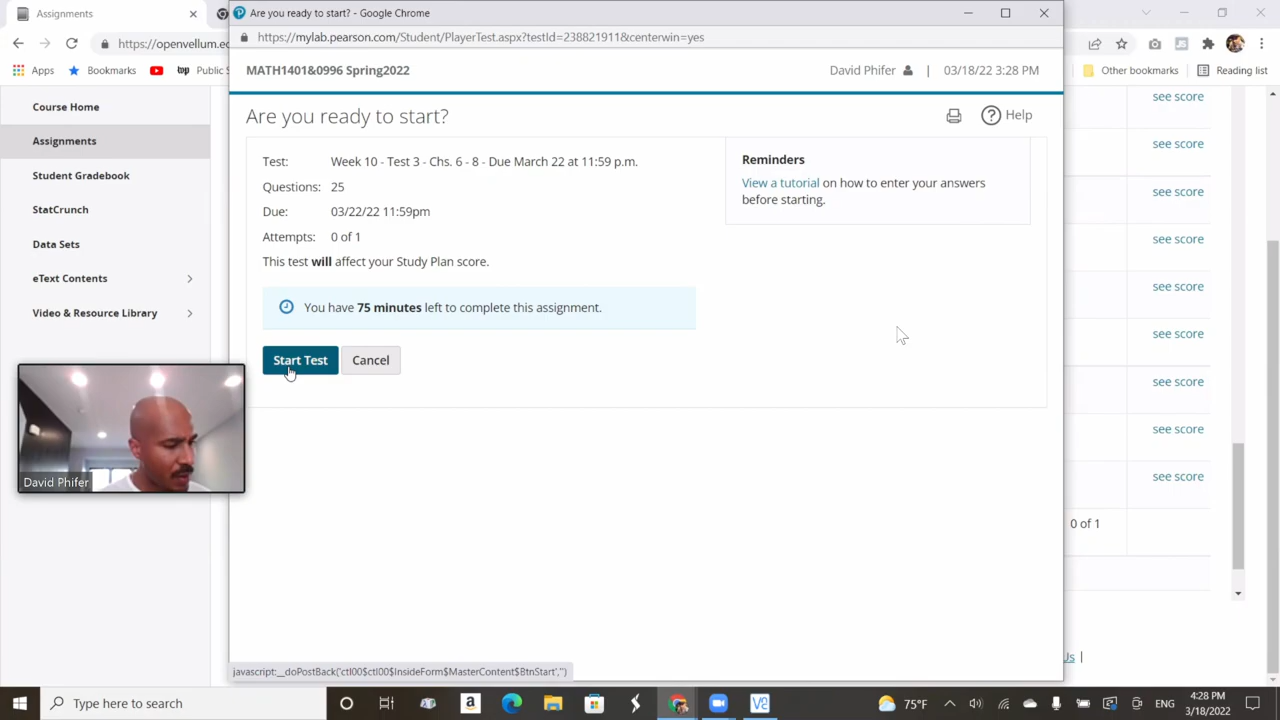 Assignments
Are you ready to start? - Google Chrome
https://openvellum.ec
https://mylab.pearson.com/Student/PlayerTest.aspx?testId=238821911&centerwin=yes
Apps
Bookmarks
Public S
Other bookmarks
Reading list
MATH1401&0996 Spring2022
David Phifer
03/18/22 3:28 PM
Course Home
Assignments
Student Gradebook
StatCrunch
Data Sets
eText Contents
Video & Resource Library
Are you ready to start?
Help
Test: Week 10 - Test 3 - Chs. 6 - 8 - Due March 22 at 11:59 p.m.
Questions: 25
Due: 03/22/22 11:59pm
Attempts: 0 of 1
This test will affect your Study Plan score.
Reminders
View a tutorial on how to enter your answers
before starting.
You have 75 minutes left to complete this assignment.
Start Test
Cancel
see score
see score
see score
see score
see score
see score
see score
see score
see score
0 of 1
Us |
David Phifer
javascript:__doPostBack('ctl00$ctl00$InsideForm$MasterContent$BtnStart','')
Type here to search
75°F
ENG
4:28 PM
3/18/2022